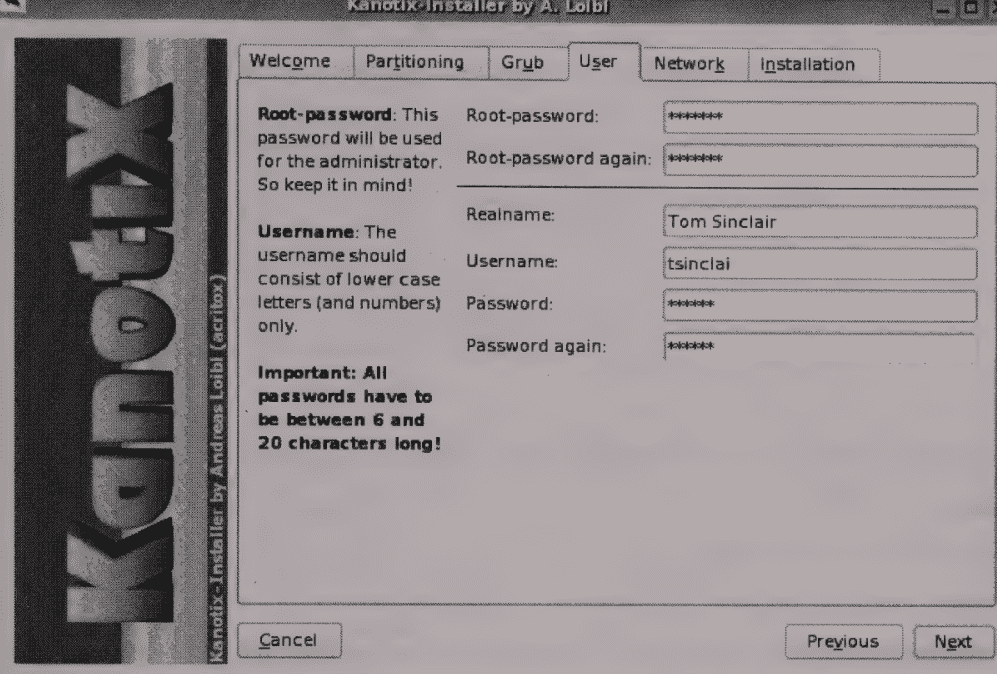 Kanotix-Installer by A. Loibl
Kanotix
Kanotix-Installer by Andreas Loibl (acritox)
Welcome
Partitioning
Grub
User
Network
Installation
Root-password: This
password will be used
for the administrator.
So keep it in mind!
Username: The
username should
consist of lower case
letters (and numbers)
only.
Important: All
passwords have to
be between 6 and
20 characters long!
Root-password: *******
Root-password again: *******
Realname: Tom Sinclair
Username: tsinclai
Password: ******
Password again: ******
Cancel
Previous
Next